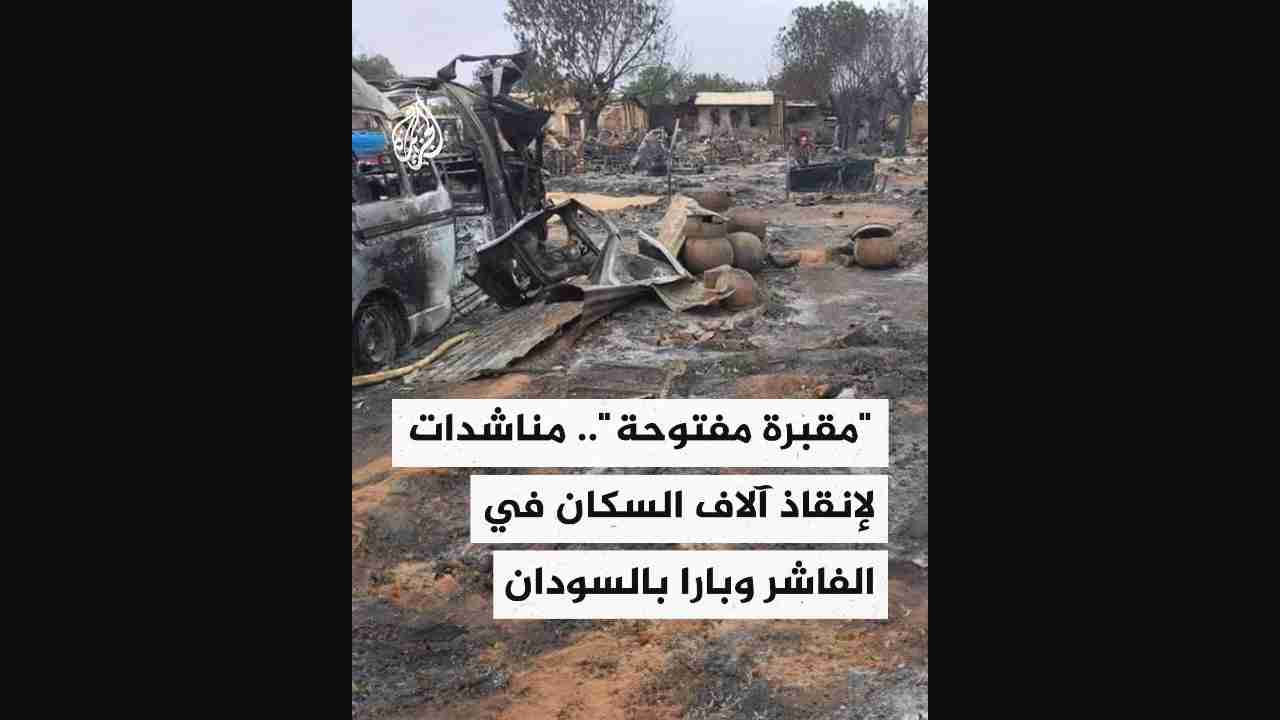 "مقبرة مفتوحة".. مناشدات
لإنقاذ آلاف السكان في
الفاشر وبارا بالسودان